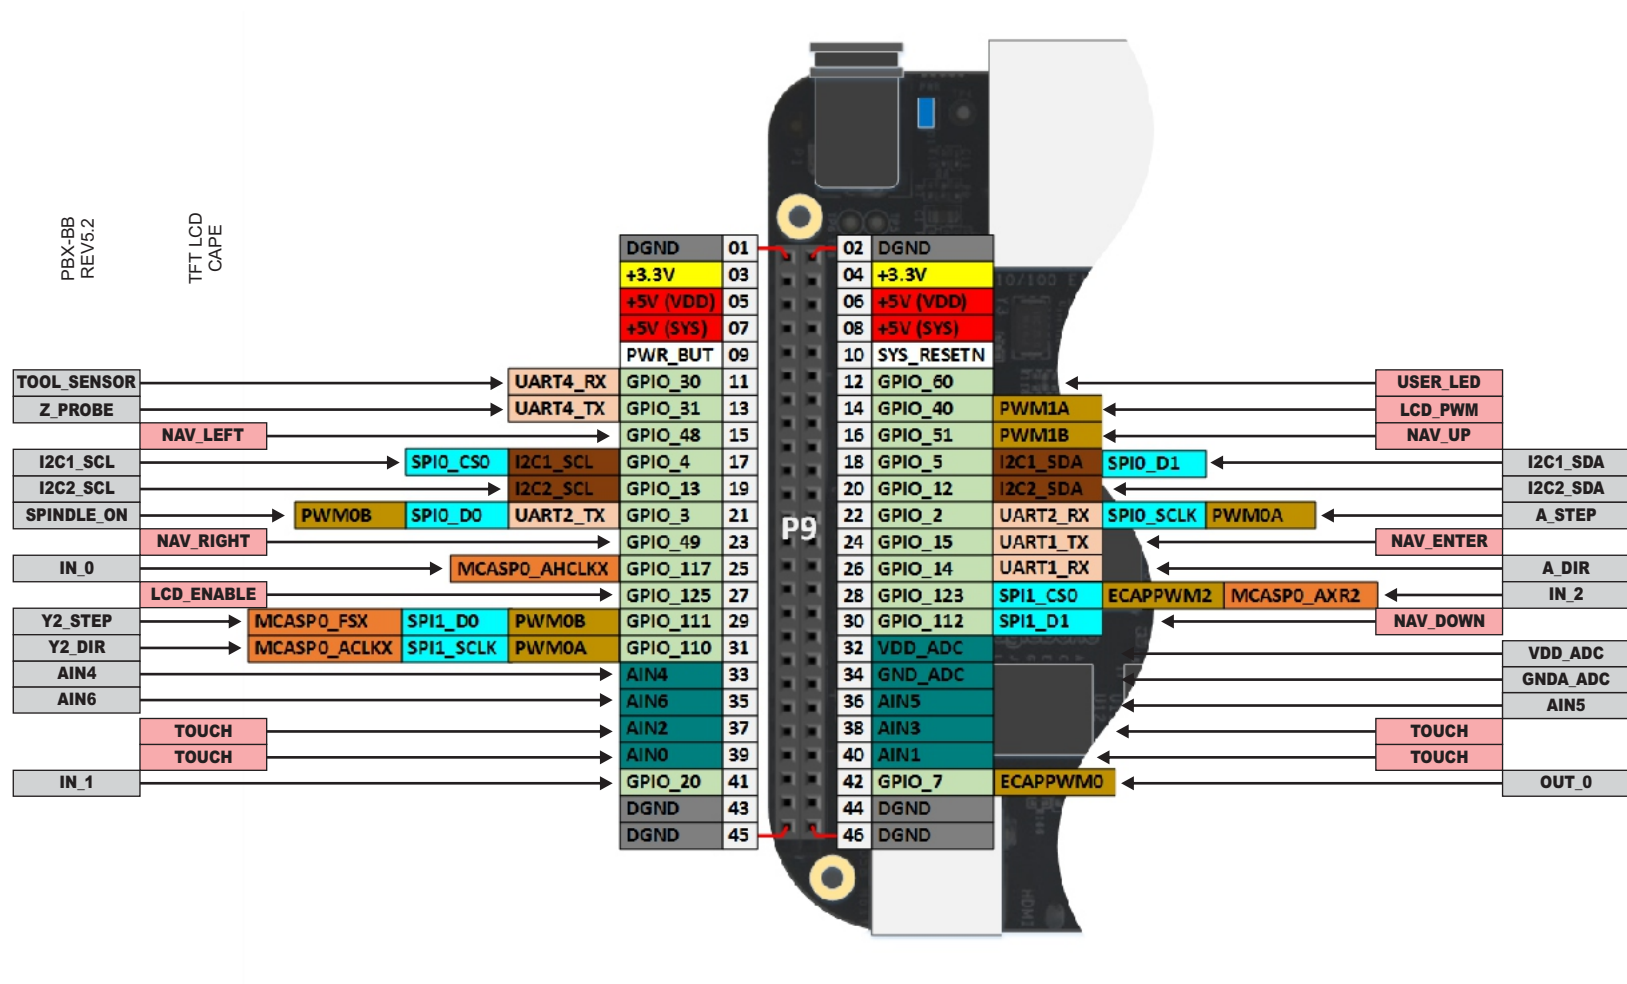 PBX-BB
REV5.2
TFT LCD
CAPE
DGND 01 02 DGND
+3.3V 03 04 +3.3V
10/100 E
+5V (VDD) 05 06 +5V (VDD)
+5V (SYS) 07 08 +5V (SYS)
PWR_BUT 09 10 SYS_RESETN
TOOL_SENSOR UART4_RX GPIO_30 11 12 GPIO_60 USER_LED
Z_PROBE UART4_TX GPIO_31 13 14 GPIO_40 PWM1A LCD_PWM
NAV_LEFT GPIO_48 15 16 GPIO_51 PWM1B NAV_UP
I2C1_SCL SPI0_CS0 I2C1_SCL GPIO_4 17 18 GPIO_5 I2C1_SDA SPI0_D1 I2C1_SDA
I2C2_SCL I2C2_SCL GPIO_13 19 20 GPIO_12 I2C2_SDA I2C2_SDA
SPINDLE_ON PWM0B SPI0_D0 UART2_TX GPIO_3 21 22 GPIO_2 UART2_RX SPI0_SCLK PWM0A A_STEP
P9
NAV_RIGHT GPIO_49 23 24 GPIO_15 UART1_TX NAV_ENTER
IN_0 MCASP0_AHCLKX GPIO_117 25 26 GPIO_14 UART1_RX A_DIR
LCD_ENABLE GPIO_125 27 28 GPIO_123 SPI1_CS0 ECAPPWM2 MCASP0_AXR2 IN_2
Y2_STEP MCASP0_FSX SPI1_D0 PWM0B GPIO_111 29 30 GPIO_112 SPI1_D1 NAV_DOWN
Y2_DIR MCASP0_ACLKX SPI1_SCLK PWM0A GPIO_110 31 32 VDD_ADC VDD_ADC
AIN4 AIN4 33 34 GND_ADC GNDA_ADC
AIN6 AIN6 35 36 AIN5 AIN5
TOUCH AIN2 37 38 AIN3 TOUCH
TOUCH AIN0 39 40 AIN1 TOUCH
IN_1 GPIO_20 41 42 GPIO_7 ECAPPWM0 OUT_0
DGND 43 44 DGND
DGND 45 46 DGND